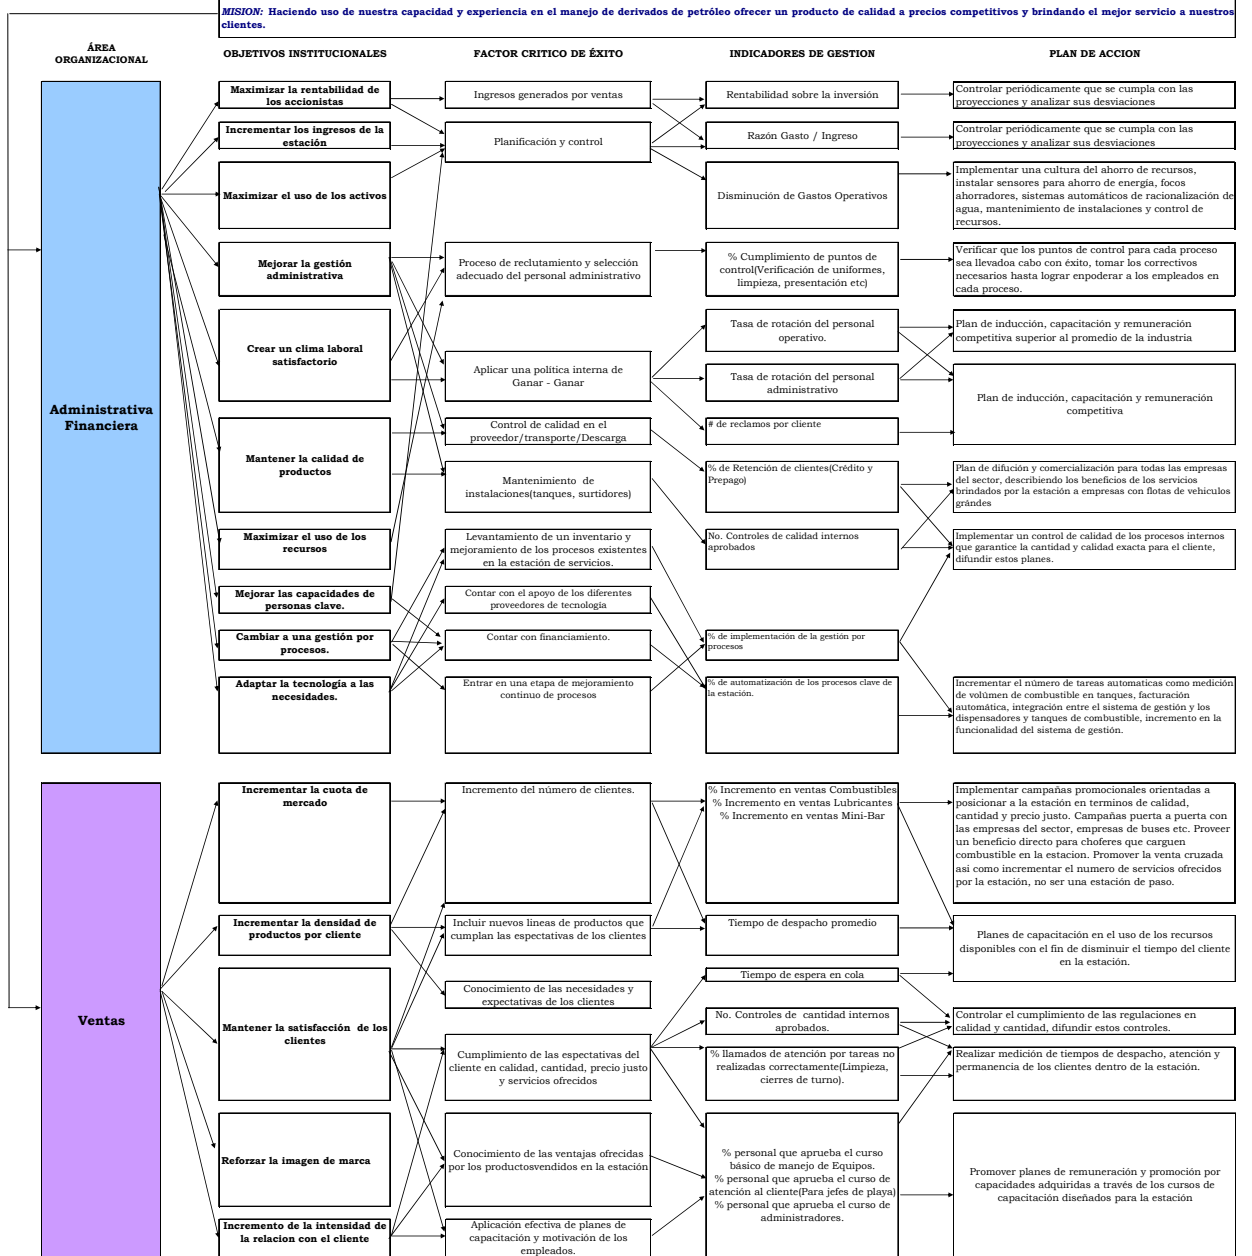 MISION: Haciendo uso de nuestra capacidad y experiencia en el manejo de derivados de petróleo ofrecer un producto de calidad a precios competitivos y brindando el mejor servicio a nuestros
clientes.
ÁREA
ORGANIZACIONAL
OBJETIVOS INSTITUCIONALES
FACTOR CRITICO DE ÉXITO
INDICADORES DE GESTION
PLAN DE ACCION
Administrativa
Financiera
Maximizar la rentabilidad de
los accionistas
Ingresos generados por ventas
Rentabilidad sobre la inversión
Controlar periódicamente que se cumpla con las
proyecciones y analizar sus desviaciones
Incrementar los ingresos de la
estación
Planificación y control
Razón Gasto / Ingreso
Controlar periódicamente que se cumpla con las
proyecciones y analizar sus desviaciones
Maximizar el uso de los activos
Disminución de Gastos Operativos
Implementar una cultura del ahorro de recursos,
instalar sensores para ahorro de energía, focos
ahorradores, sistemas automáticos de racionalización de
agua, mantenimiento de instalaciones y control de
recursos.
Mejorar la gestión
administrativa
Proceso de reclutamiento y selección
adecuado del personal administrativo
% Cumplimiento de puntos de
control(Verificación de uniformes,
limpieza, presentación etc)
Verificar que los puntos de control para cada proceso
sea llevadoa cabo con éxito, tomar los correctivos
necesarios hasta lograr enpoderar a los empleados en
cada proceso.
Crear un clima laboral
satisfactorio
Aplicar una política interna de
Ganar - Ganar
Tasa de rotación del personal
operativo.
Plan de inducción, capacitación y remuneración
competitiva superior al promedio de la industria
Tasa de rotación del personal
administrativo
Plan de inducción, capacitación y remuneración
competitiva
Mantener la calidad de
productos
Control de calidad en el
proveedor/transporte/Descarga
# de reclamos por cliente
Mantenimiento de
instalaciones(tanques, surtidores)
% de Retención de clientes(Crédito y
Prepago)
Plan de difución y comercialización para todas las empresas
del sector, describiendo los beneficios de los servicios
brindados por la estación a empresas con flotas de vehiculos
grándes
Maximizar el uso de los
recursos
Levantamiento de un inventario y
mejoramiento de los procesos existentes
en la estación de servicios.
No. Controles de calidad internos
aprobados
Implementar un control de calidad de los procesos internos
que garantice la cantidad y calidad exacta para el cliente,
difundir estos planes.
Mejorar las capacidades de
personas clave.
Contar con el apoyo de los diferentes
proveedores de tecnología
Cambiar a una gestión por
procesos.
Contar con financiamiento.
% de implementación de la gestión por
procesos
Adaptar la tecnología a las
necesidades.
Entrar en una etapa de mejoramiento
continuo de procesos
% de automatización de los procesos clave de
la estación.
Incrementar el número de tareas automaticas como medición
de volúmen de combustible en tanques, facturación
automática, integración entre el sistema de gestión y los
dispensadores y tanques de combustible, incremento en la
funcionalidad del sistema de gestión.
Ventas
Incrementar la cuota de
mercado
Incremento del número de clientes.
% Incremento en ventas Combustibles
% Incremento en ventas Lubricantes
% Incremento en ventas Mini-Bar
Implementar campañas promocionales orientadas a
posicionar a la estación en terminos de calidad,
cantidad y precio justo. Campañas puerta a puerta con
las empresas del sector, empresas de buses etc. Proveer
un beneficio directo para choferes que carguen
combustible en la estacion. Promover la venta cruzada
asi como incrementar el numero de servicios ofrecidos
por la estación, no ser una estación de paso.
Incrementar la densidad de
productos por cliente
Incluir nuevos líneas de productos que
cumplan las espectativas de los clientes
Tiempo de despacho promedio
Planes de capacitación en el uso de los recursos
disponibles con el fin de disminuir el tiempo del cliente
en la estación.
Mantener la satisfacción de los
clientes
Conocimiento de las necesidades y
expectativas de los clientes
Tiempo de espera en cola
Cumplimiento de las espectativas del
cliente en calidad, cantidad, precio justo
y servicios ofrecidos
No. Controles de cantidad internos
aprobados.
Controlar el cumplimiento de las regulaciones en
calidad y cantidad, difundir estos controles.
% llamados de atención por tareas no
realizadas correctamente(Limpieza,
cierres de turno).
Realizar medición de tiempos de despacho, atención y
permanencia de los clientes dentro de la estación.
Reforzar la imagen de marca
Conocimiento de las ventajas ofrecidas
por los productosvendidos en la estación
% personal que aprueba el curso
básico de manejo de Equipos.
% personal que aprueba el curso de
atención al cliente(Para jefes de playa)
% personal que aprueba el curso de
administradores.
Promover planes de remuneración y promoción por
capacidades adquiridas a través de los cursos de
capacitación diseñados para la estación
Incremento de la intensidad de
la relacion con el cliente
Aplicación efectiva de planes de
capacitación y motivación de los
empleados.